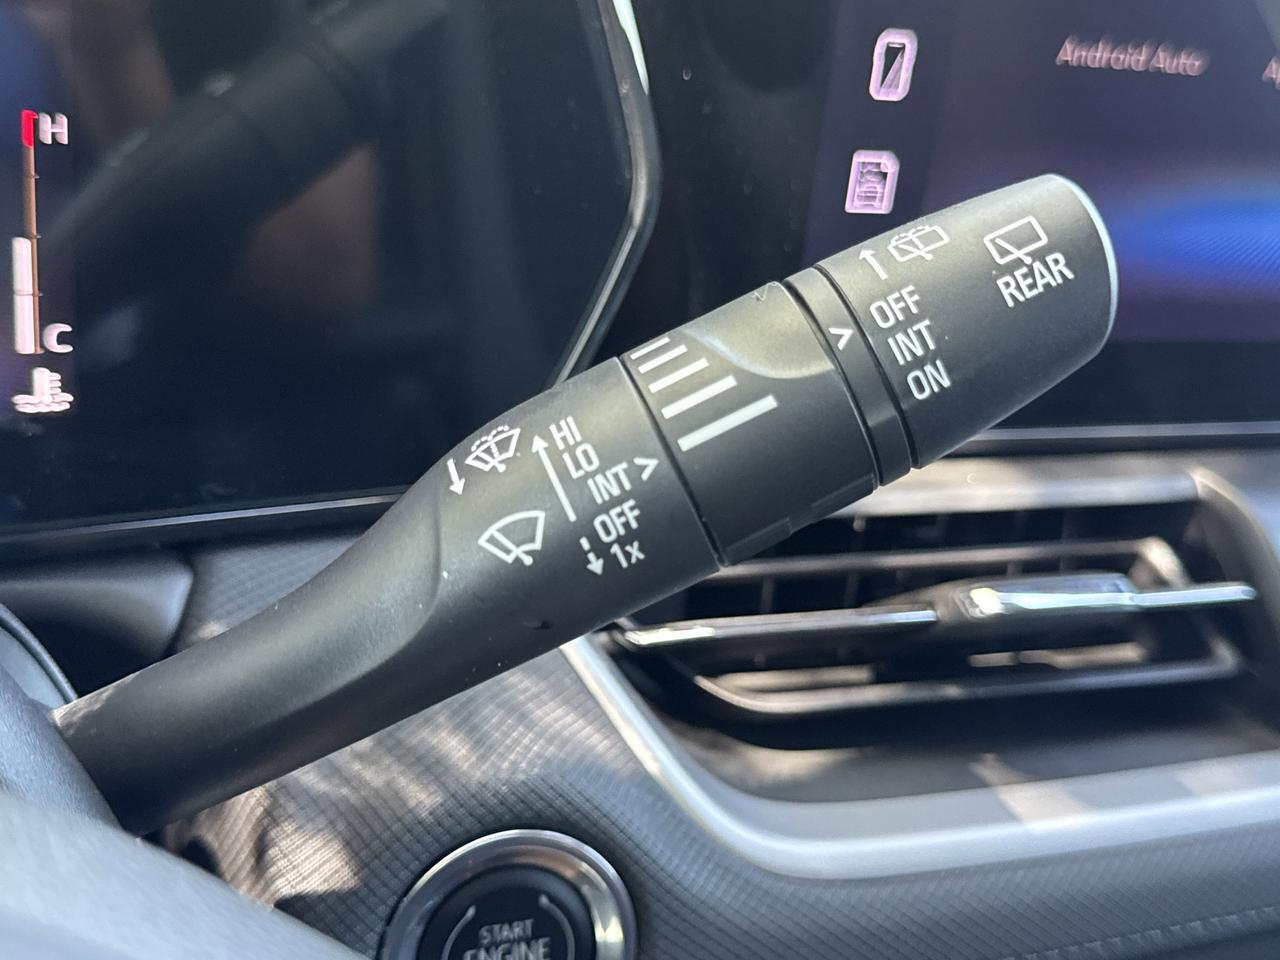 H
C
Android Auto
HI
LO
INT >
OFF
1x
>
OFF
INT
ON
REAR
START
ENGINE